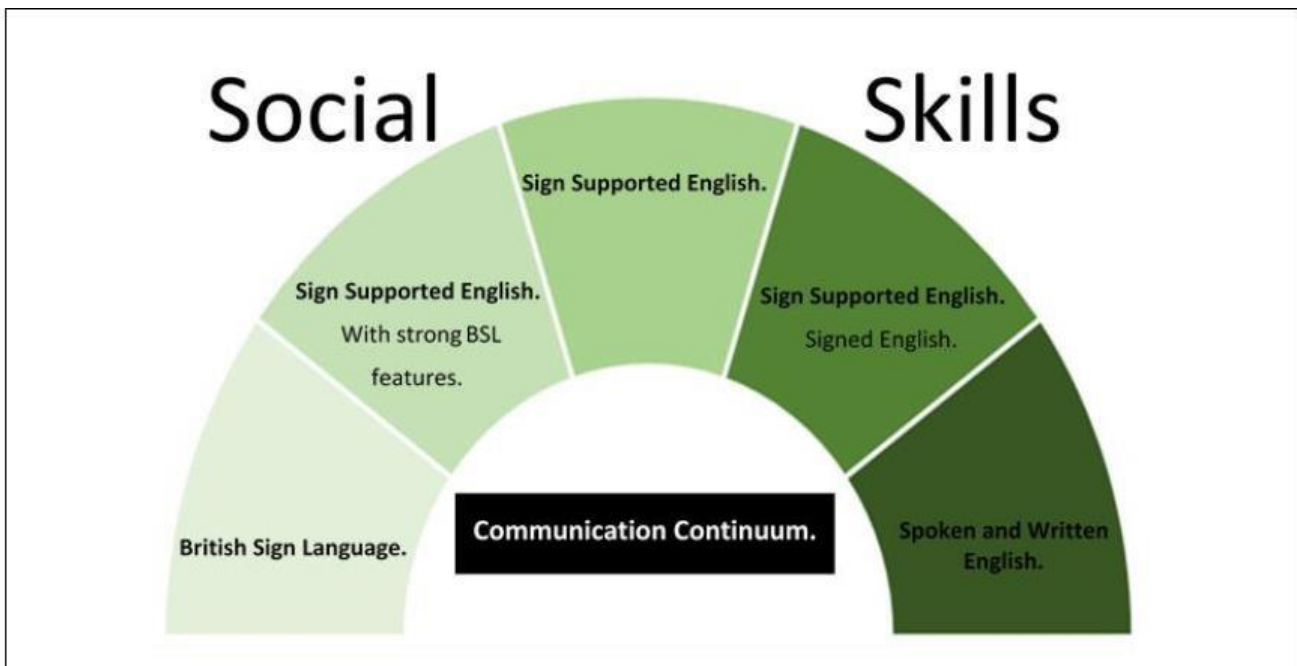 Social Skills
Sign Supported English.
Sign Supported English.
With strong BSL
features.
Sign Supported English.
Signed English.
British Sign Language.
Communication Continuum.
Spoken and Written
English.